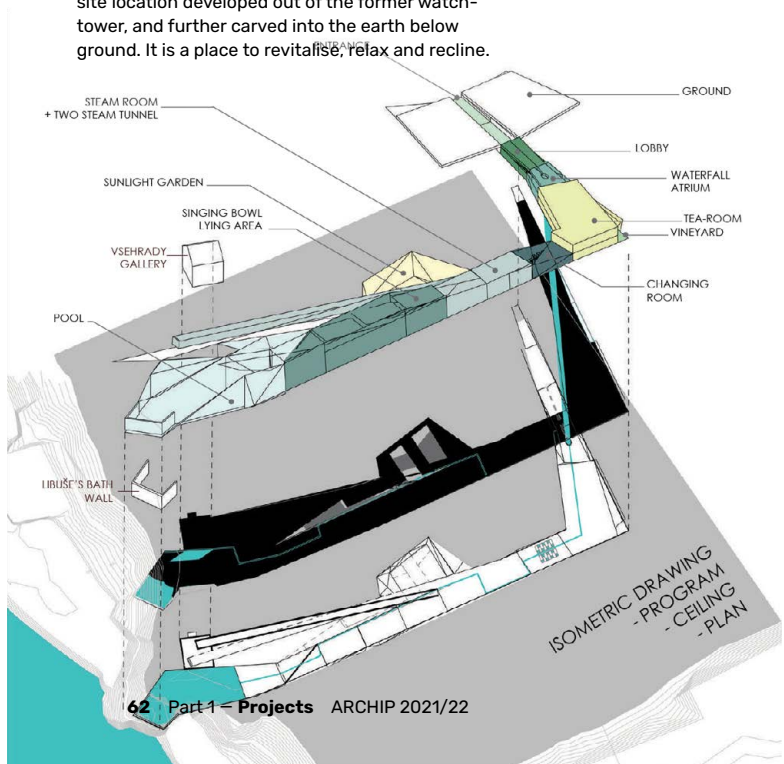 site location developed out of the former watch-
tower, and further carved into the earth below
ground. It is a place to revitalise, relax and recline.
ENTRANCE
STEAM ROOM
+ TWO STEAM TUNNEL
GROUND
LOBBY
SUNLIGHT GARDEN
WATERFALL
ATRIUM
SINGING BOWL
LYING AREA
TEA-ROOM
VINEYARD
VSEHRADY
GALLERY
CHANGING
ROOM
POOL
LIBUŠE'S BATH
WALL
ISOMETRIC DRAWING
- PROGRAM
- CEILING
- PLAN
62 Part 1 – Projects ARCHIP 2021/22